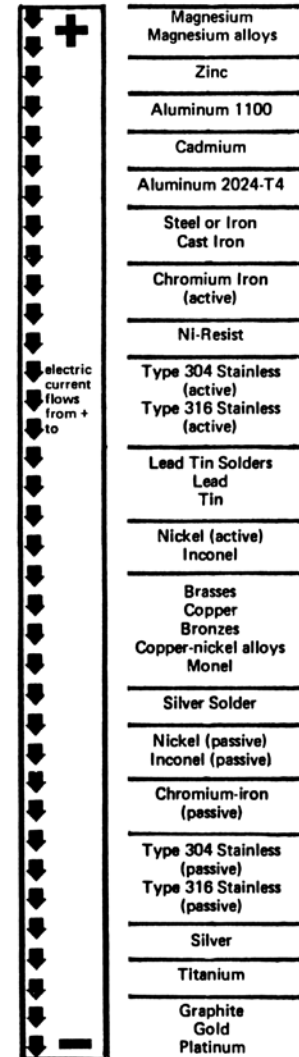 +
Magnesium
Magnesium alloys
Zinc
Aluminum 1100
Cadmium
Aluminum 2024-T4
Steel or Iron
Cast Iron
Chromium Iron
(active)
Ni-Resist
electric
current
flows
from +
to
Type 304 Stainless
(active)
Type 316 Stainless
(active)
Lead Tin Solders
Lead
Tin
Nickel (active)
Inconel
Brasses
Copper
Bronzes
Copper-nickel alloys
Monel
Silver Solder
Nickel (passive)
Inconel (passive)
Chromium-iron
(passive)
Type 304 Stainless
(passive)
Type 316 Stainless
(passive)
Silver
Titanium
Graphite
Gold
Platinum
−